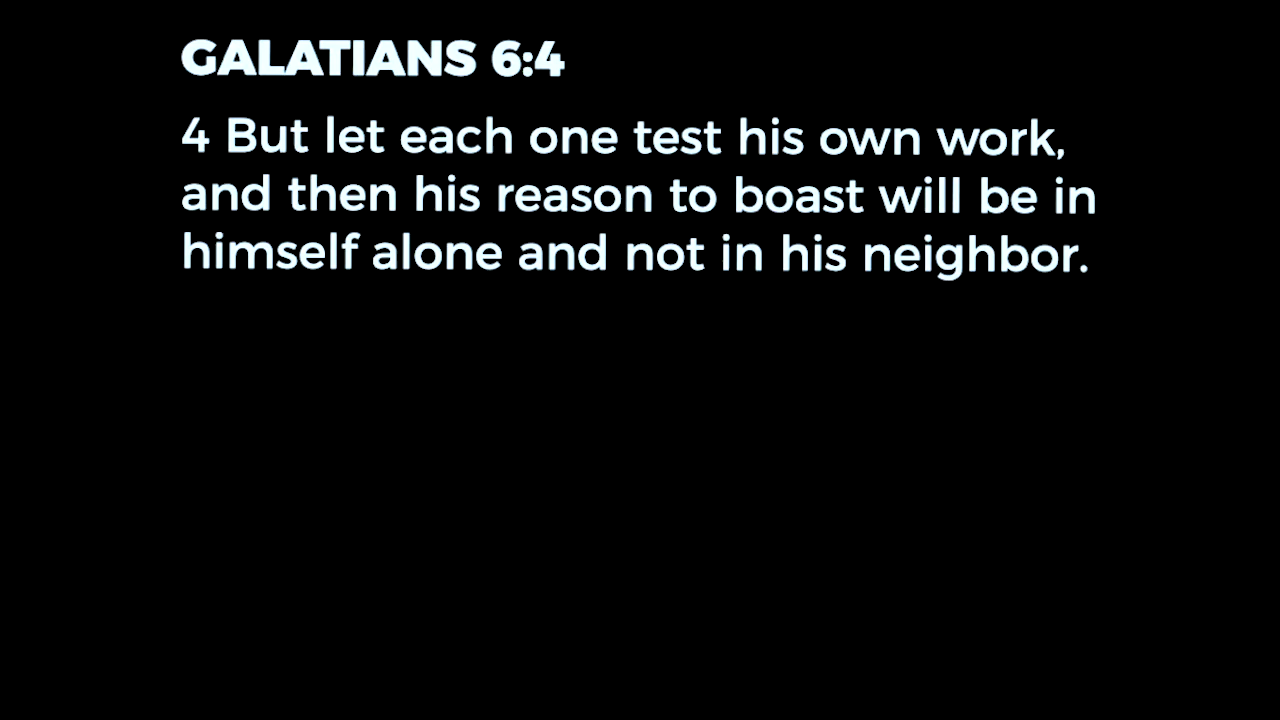 GALATIANS 6:4
4 But let each one test his own work,
and then his reason to boast will be in
himself alone and not in his neighbor.